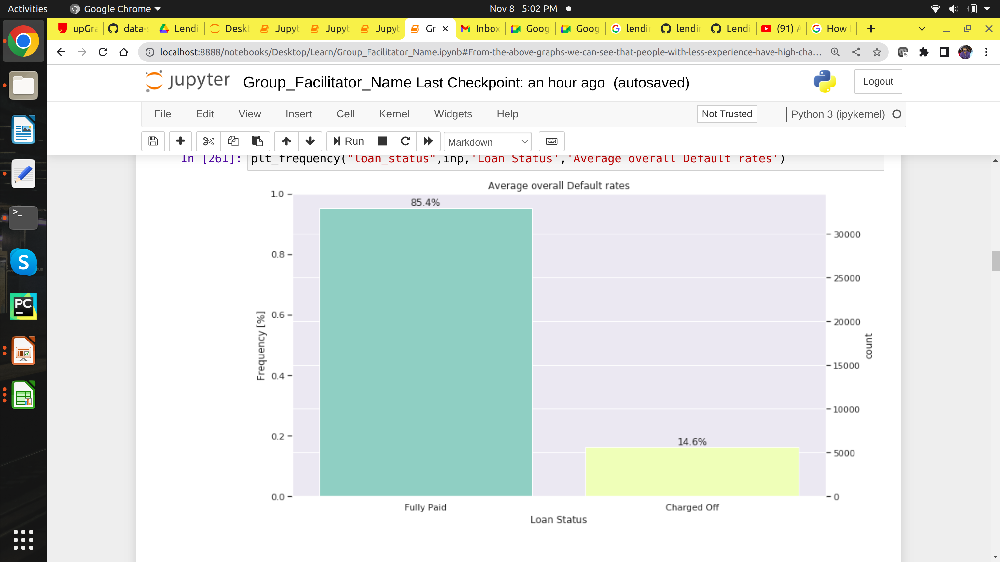 Activities
Google Chrome
Nov 8 5:02 PM
upGra
data-s
Lendi
Deskt
Jupyt
Jupyt
Jupyt
Gr
Inbox
Goog
Goog
lendin
lendin
Lendi
(91) A
How
localhost:8888/notebooks/Desktop/Learn/Group_Facilitator_Name.ipynb#From-the-above-graphs-we-can-see-that-people-with-less-experience-have-high-cha...
jupyter Group_Facilitator_Name Last Checkpoint: an hour ago (autosaved)
Logout
File Edit View Insert Cell Kernel Widgets Help
Not Trusted
Python 3 (ipykernel)
Run
Markdown
In [261]: plt_frequency("loan_status",inp,'Loan Status','Average overall Default rates')
Average overall Default rates
1.0
0.8
0.6
0.4
0.2
0.0
Frequency [%]
85.4%
14.6%
30000
25000
20000
15000
10000
5000
0
count
Fully Paid
Charged Off
Loan Status
>_
S
PC